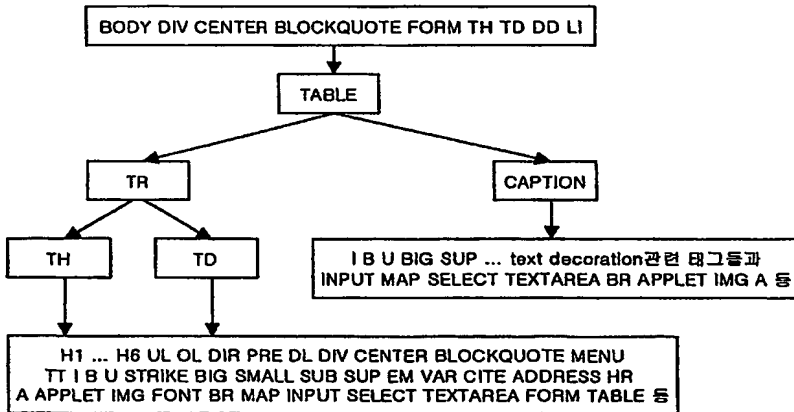 BODY DIV CENTER BLOCKQUOTE FORM TH TD DD LI
TABLE
TR
CAPTION
TH
TD
I B U BIG SUP ... text decoration관련 태그들과
INPUT MAP SELECT TEXTAREA BR APPLET IMG A 등
H1 ... H6 UL OL DIR PRE DL DIV CENTER BLOCKQUOTE MENU
TT I B U STRIKE BIG SMALL SUB SUP EM VAR CITE ADDRESS HR
A APPLET IMG FONT BR MAP INPUT SELECT TEXTAREA FORM TABLE 등